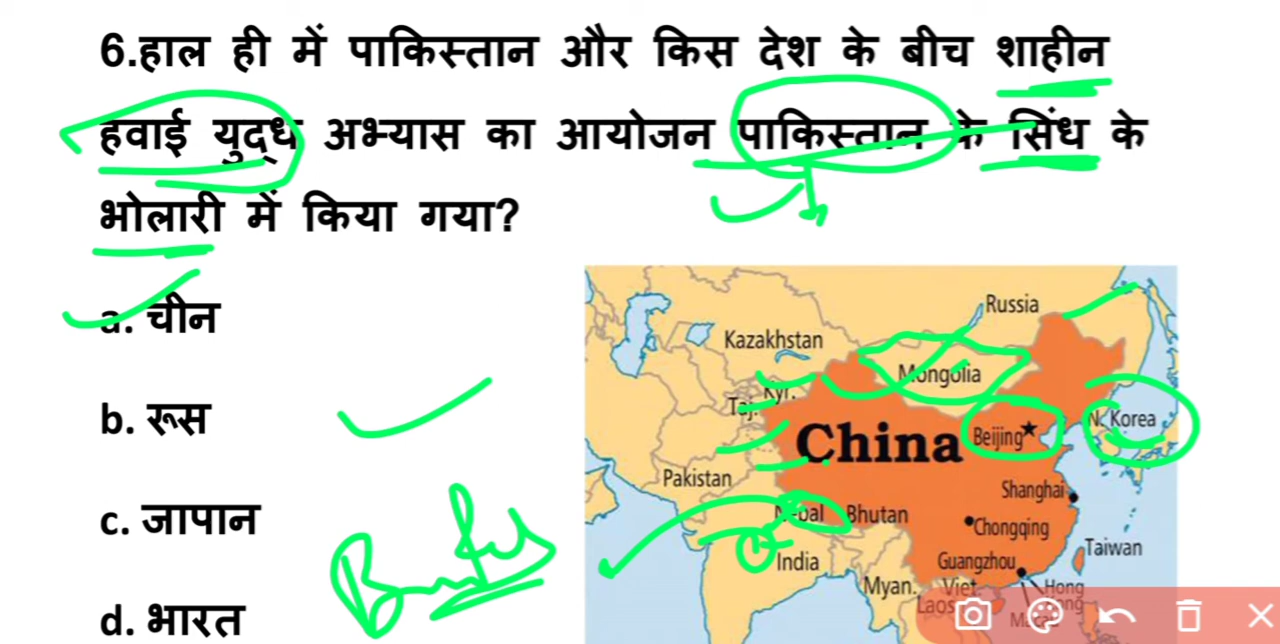 6.हाल ही में पाकिस्तान और किस देश के बीच शाहीन
हवाई युद्ध अभ्यास का आयोजन पाकिस्तान के सिंध के
भोलारी में किया गया?
a. चीन
b. रूस
c. जापान
d. भारत
Russia
Kazakhstan
Mongolia
Kyr.
Taj.
China
Beijing
N. Korea
Pakistan
Shanghai
Nepal
Bhutan
Chongqing
Taiwan
India
Guangzhou
Myan.
Viet.
Hong
Kong
Laos